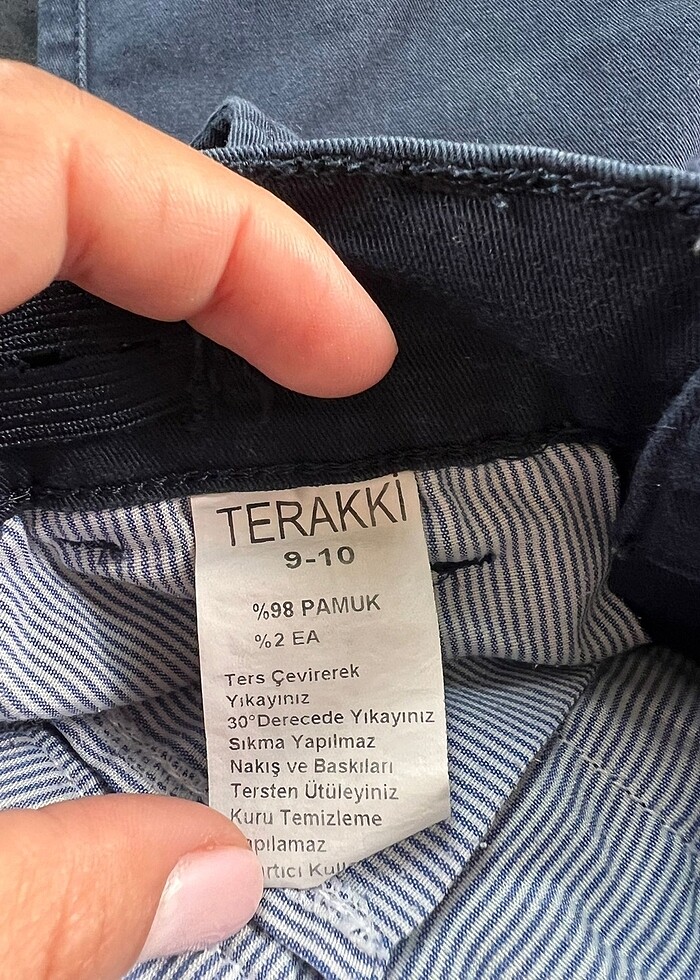 TERAKKİ
9-10
%98 PAMUK
%2 EA
Ters Çevirerek
Yıkayınız
30°Derecede Yıkayınız
Sıkma Yapılmaz
Nakış ve Baskıları
Tersten Ütüleyiniz
Kuru Temizleme